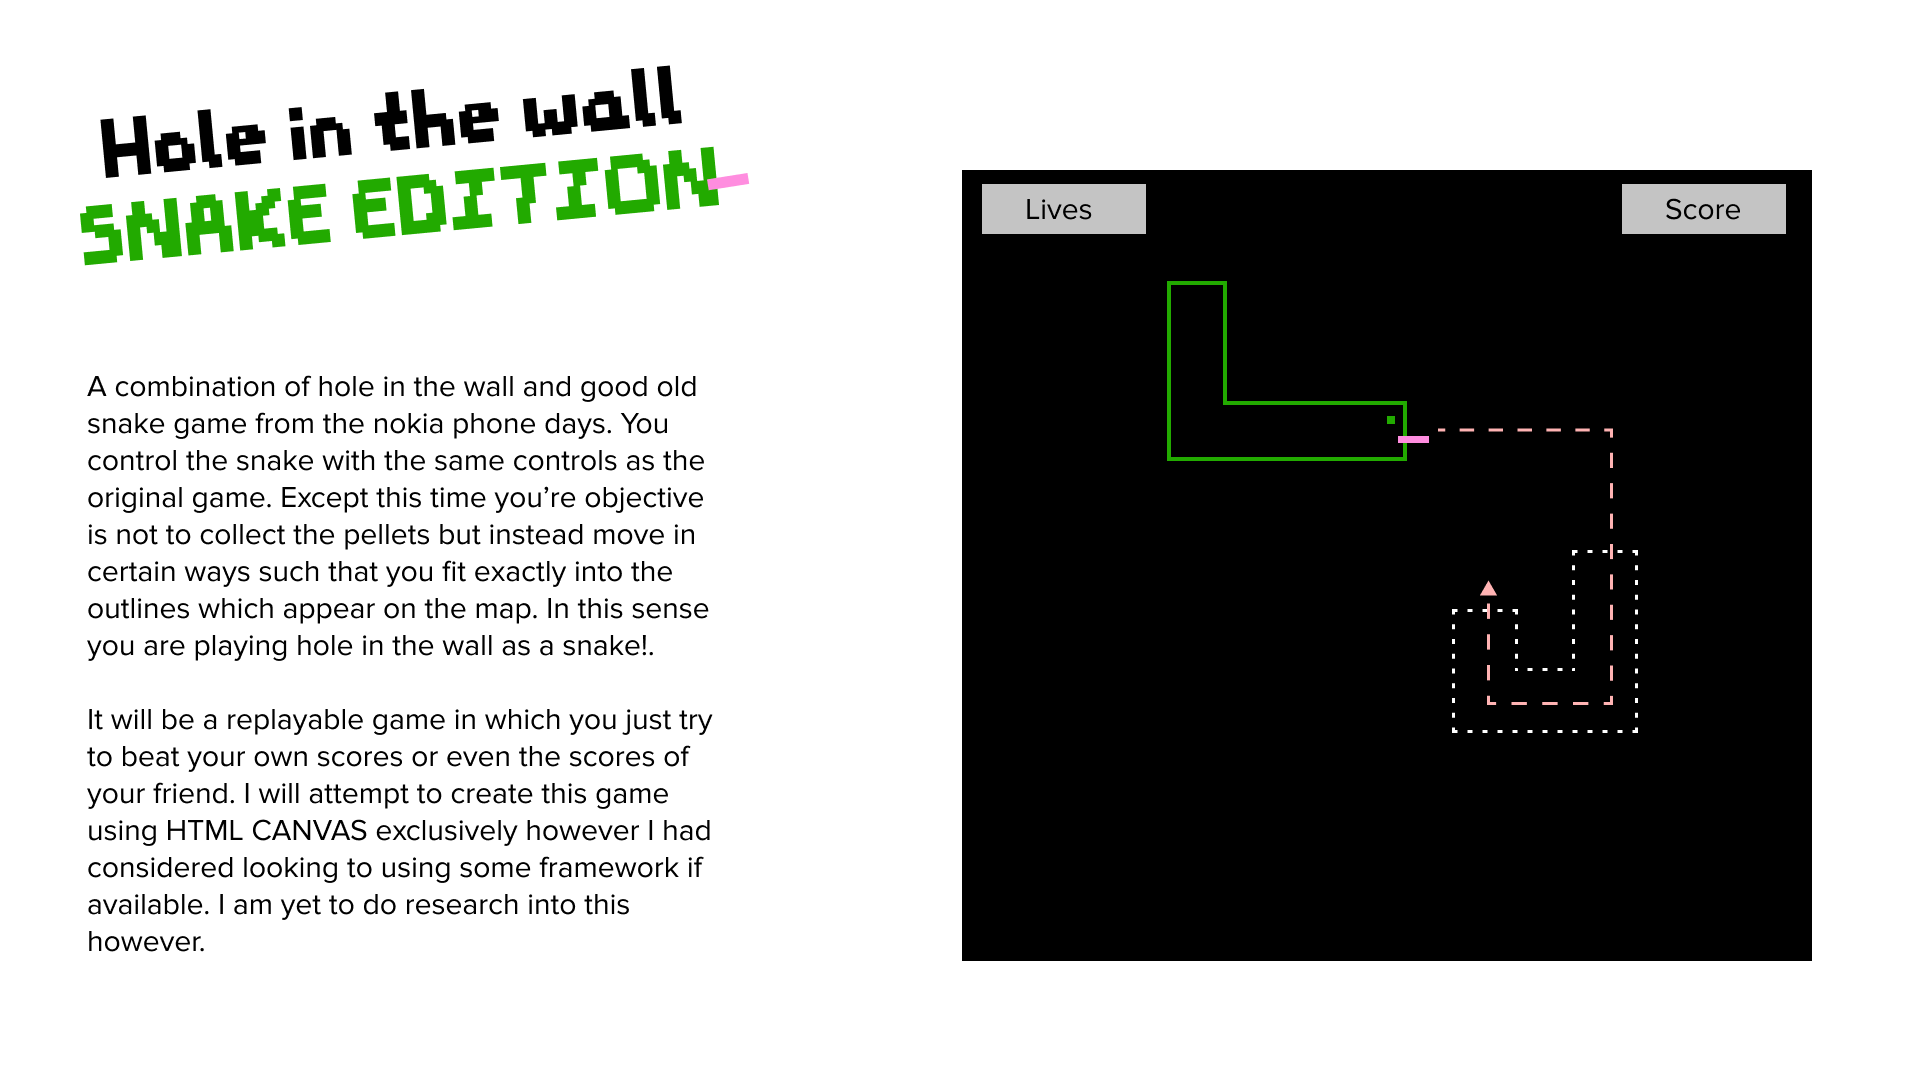 Hole in the wall
SNAKE EDITION
A combination of hole in the wall and good old
snake game from the nokia phone days. You
control the snake with the same controls as the
original game. Except this time you’re objective
is not to collect the pellets but instead move in
certain ways such that you fit exactly into the
outlines which appear on the map. In this sense
you are playing hole in the wall as a snake!.
It will be a replayable game in which you just try
to beat your own scores or even the scores of
your friend. I will attempt to create this game
using HTML CANVAS exclusively however I had
considered looking to using some framework if
available. I am yet to do research into this
however.
Lives
Score